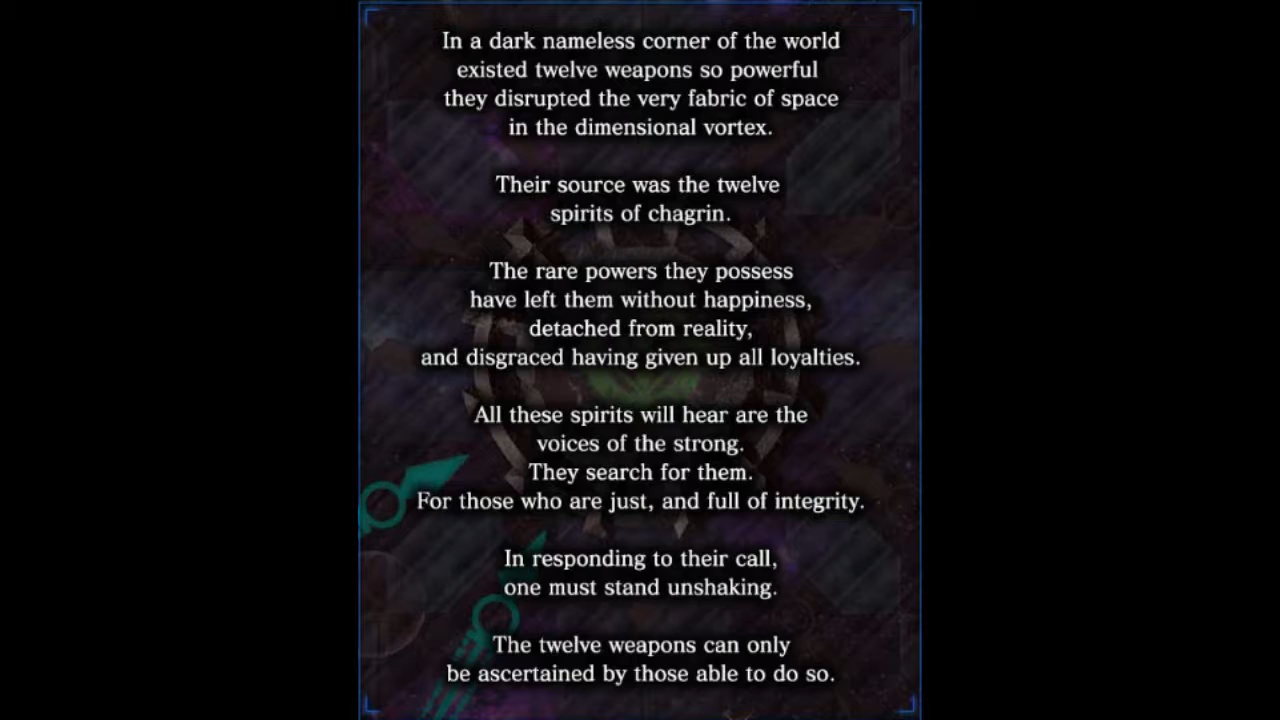 In a dark nameless corner of the world
existed twelve weapons so powerful
they disrupted the very fabric of space
in the dimensional vortex.
Their source was the twelve
spirits of chagrin.
The rare powers they possess
have left them without happiness,
detached from reality,
and disgraced having given up all loyalties.
All these spirits will hear are the
voices of the strong.
They search for them.
For those who are just, and full of integrity.
In responding to their call,
one must stand unshaking.
The twelve weapons can only
be ascertained by those able to do so.